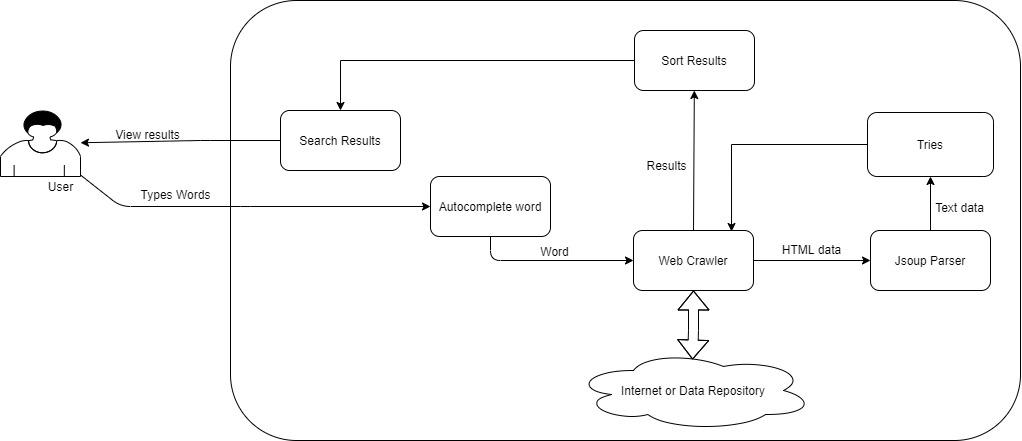 Sort Results
View results
Search Results
Tries
Results
User
Types Words
Autocomplete word
Text data
Word
HTML data
Web Crawler
Jsoup Parser
Internet or Data Repository